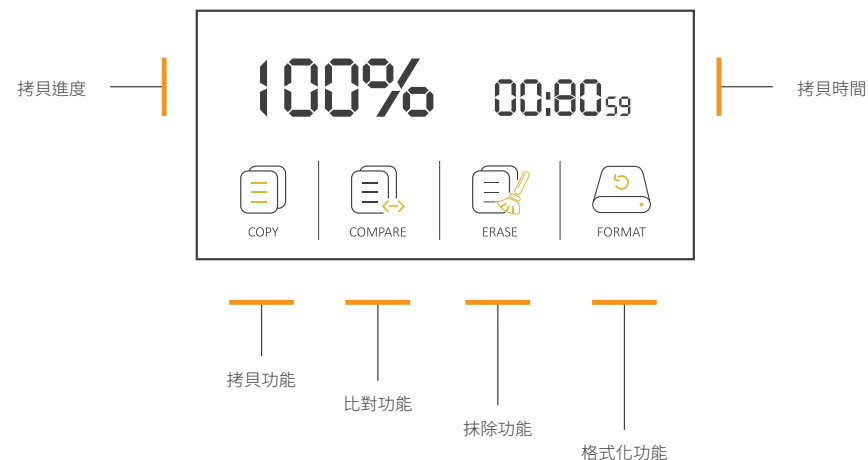 100% 00:80 59
拷貝進度
拷貝時間
COPY
COMPARE
ERASE
FORMAT
拷貝功能
比對功能
抹除功能
格式化功能